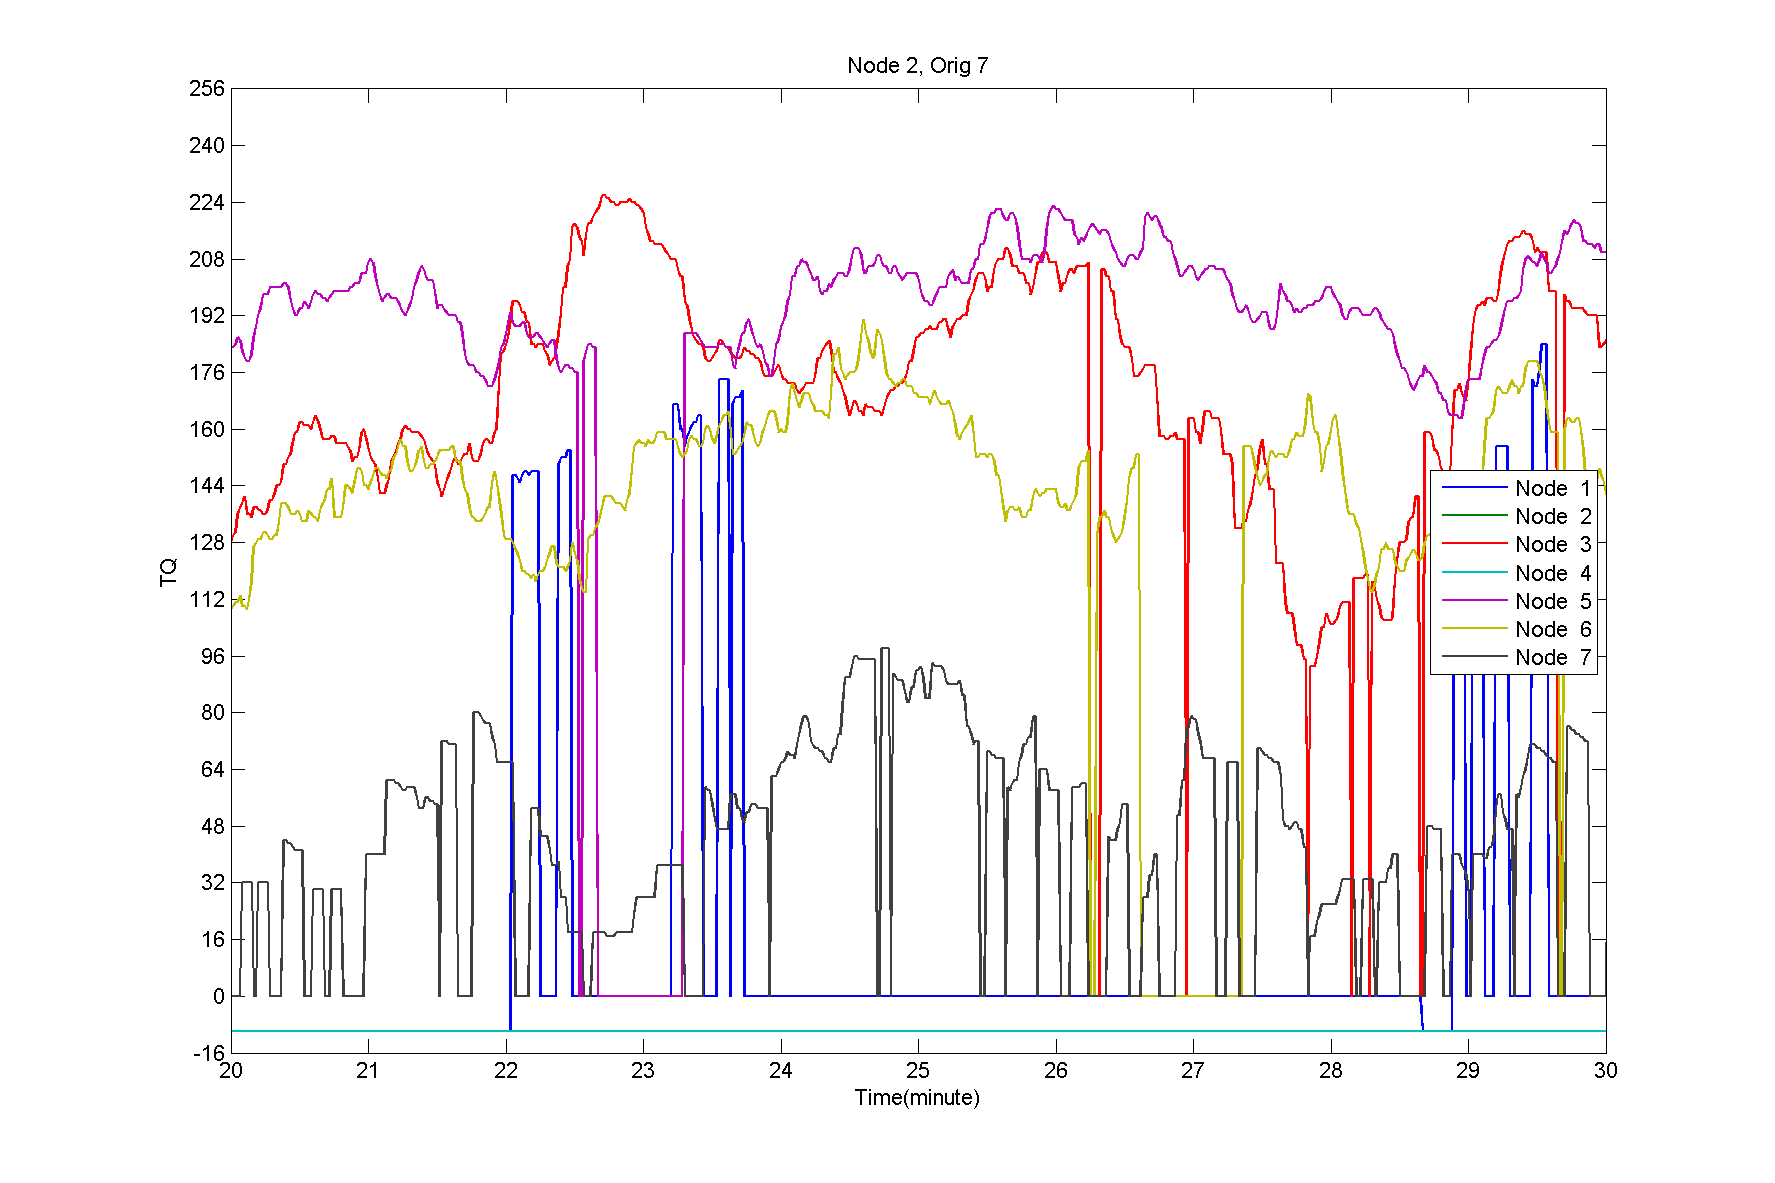 Node 2, Orig 7
256
240
224
208
192
176
160
144
128
112
96
80
64
48
32
16
0
-16
TQ
Node 1
Node 2
Node 3
Node 4
Node 5
Node 6
Node 7
20 21 22 23 24 25 26 27 28 29 30
Time(minute)